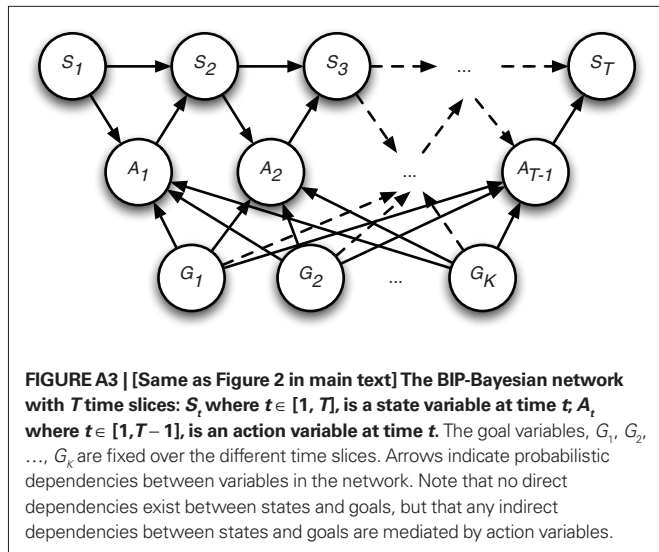 S1 S2 S3 ... ST
A1 A2 ... AT-1
G1 G2 ... GK
FIGURE A3 | [Same as Figure 2 in main text] The BIP-Bayesian network
with T time slices: St where t ∈ [1, T], is a state variable at time t; At
where t ∈ [1,T − 1], is an action variable at time t. The goal variables, G1, G2,
…, GK are fixed over the different time slices. Arrows indicate probabilistic
dependencies between variables in the network. Note that no direct
dependencies exist between states and goals, but that any indirect
dependencies between states and goals are mediated by action variables.